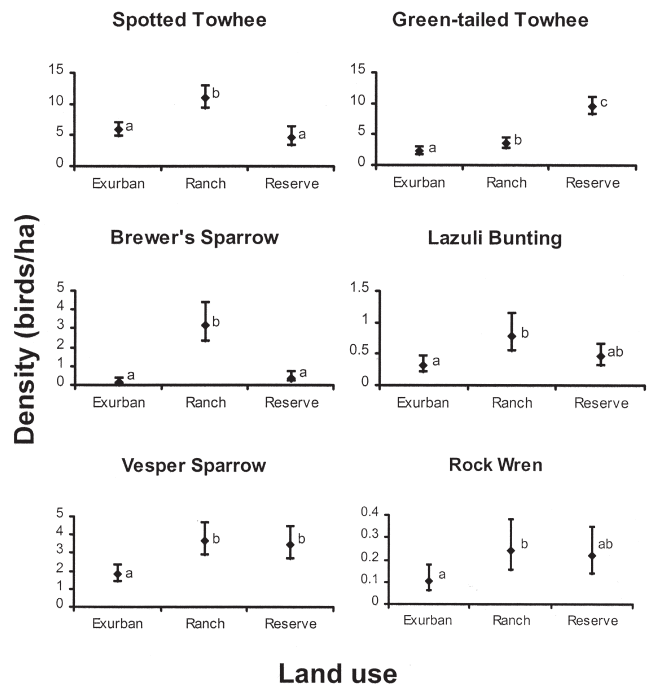 Spotted Towhee
15
10
5
0
a
b
a
Exurban Ranch Reserve
Green-tailed Towhee
15
10
5
0
a
b
c
Exurban Ranch Reserve
Density (birds/ha)
Brewer's Sparrow
5
4
3
2
1
0
a
b
a
Exurban Ranch Reserve
Lazuli Bunting
1.5
1
0.5
0
a
b
ab
Exurban Ranch Reserve
Vesper Sparrow
5
4
3
2
1
0
a
b
b
Exurban Ranch Reserve
Rock Wren
0.4
0.3
0.2
0.1
0
a
b
ab
Exurban Ranch Reserve
Land use